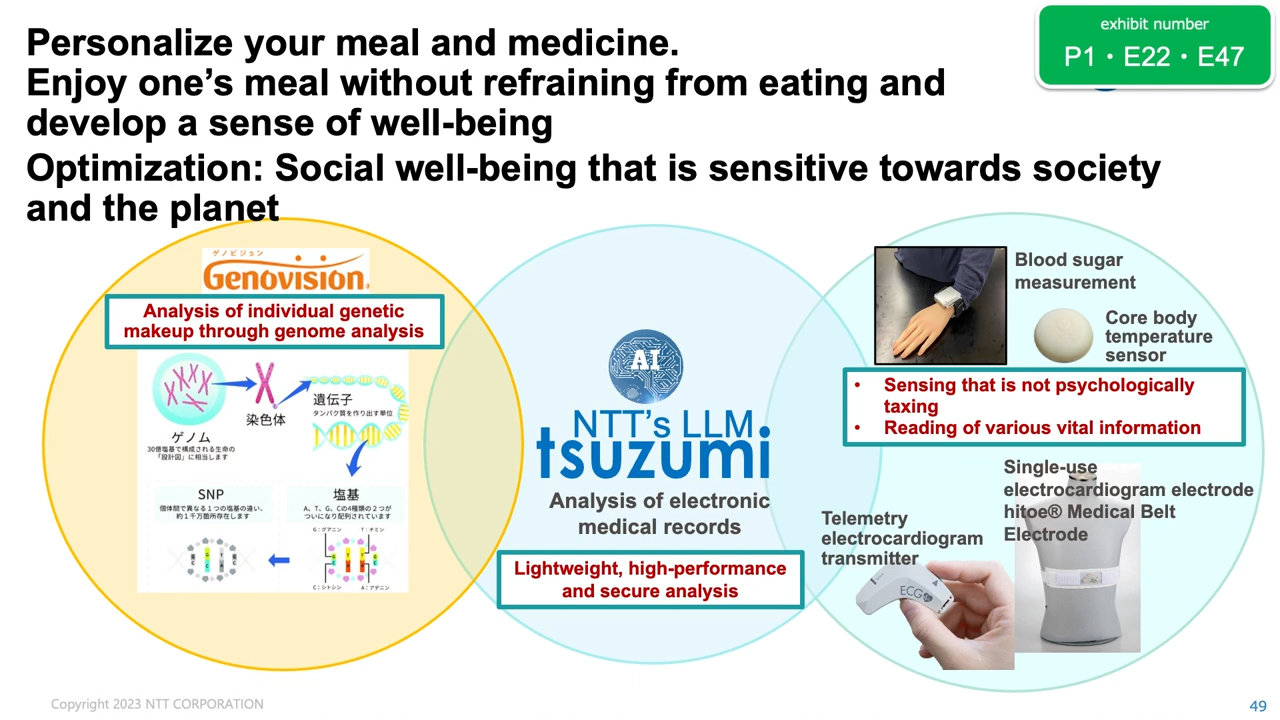 exhibit number
P1・E22・E47
Personalize your meal and medicine.
Enjoy one’s meal without refraining from eating and
develop a sense of well-being
Optimization: Social well-being that is sensitive towards society
and the planet
ゲノビジョン
Genovision
Analysis of individual genetic
makeup through genome analysis
ゲノム
30億塩基で構成される生命の
「設計図」に相当します
染色体
遺伝子
タンパク質を作り出す単位
SNP
個体間で異なる1つの塩基の違い、
約1千万箇所存在します
塩基
A、T、G、Cの4種類の2つが
ついになり配列されています
G：グアニン
T：チミン
C：シトシン
A：アデニン
AI
NTT’s LLM
tsuzumi
Analysis of electronic
medical records
Lightweight, high-performance
and secure analysis
Blood sugar
measurement
Core body
temperature
sensor
• Sensing that is not psychologically
taxing
• Reading of various vital information
Single-use
electrocardiogram electrode
hitoe® Medical Belt
Electrode
Telemetry
electrocardiogram
transmitter
ECG
Copyright 2023 NTT CORPORATION
49